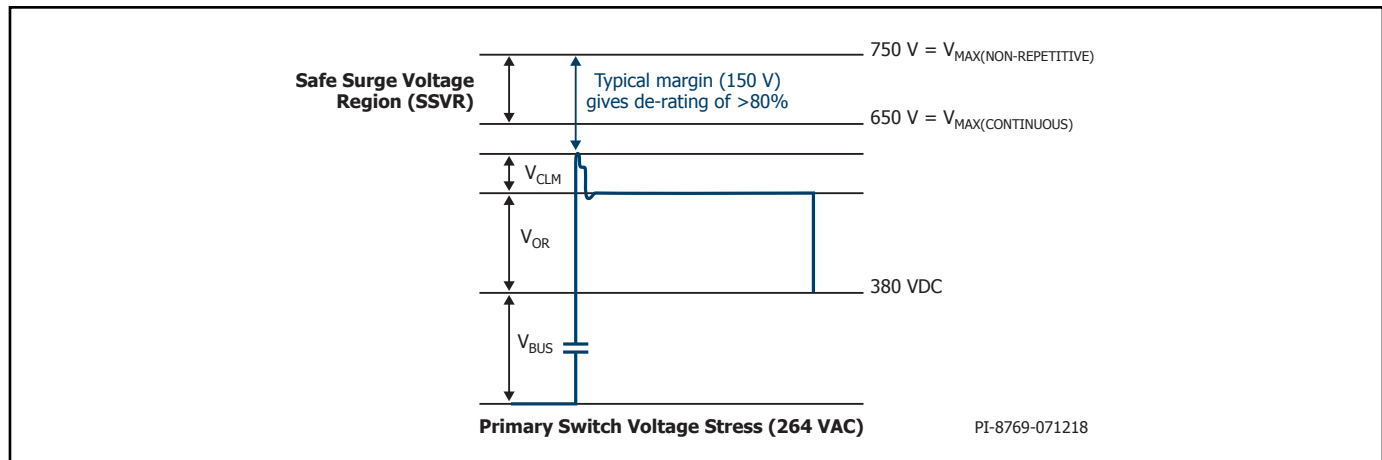 750 V = VMAX(NON-REPETITIVE)
Safe Surge Voltage
Region (SSVR)
Typical margin (150 V)
gives de-rating of >80%
650 V = VMAX(CONTINUOUS)
VCLM
VOR
380 VDC
VBUS
Primary Switch Voltage Stress (264 VAC)
PI-8769-071218